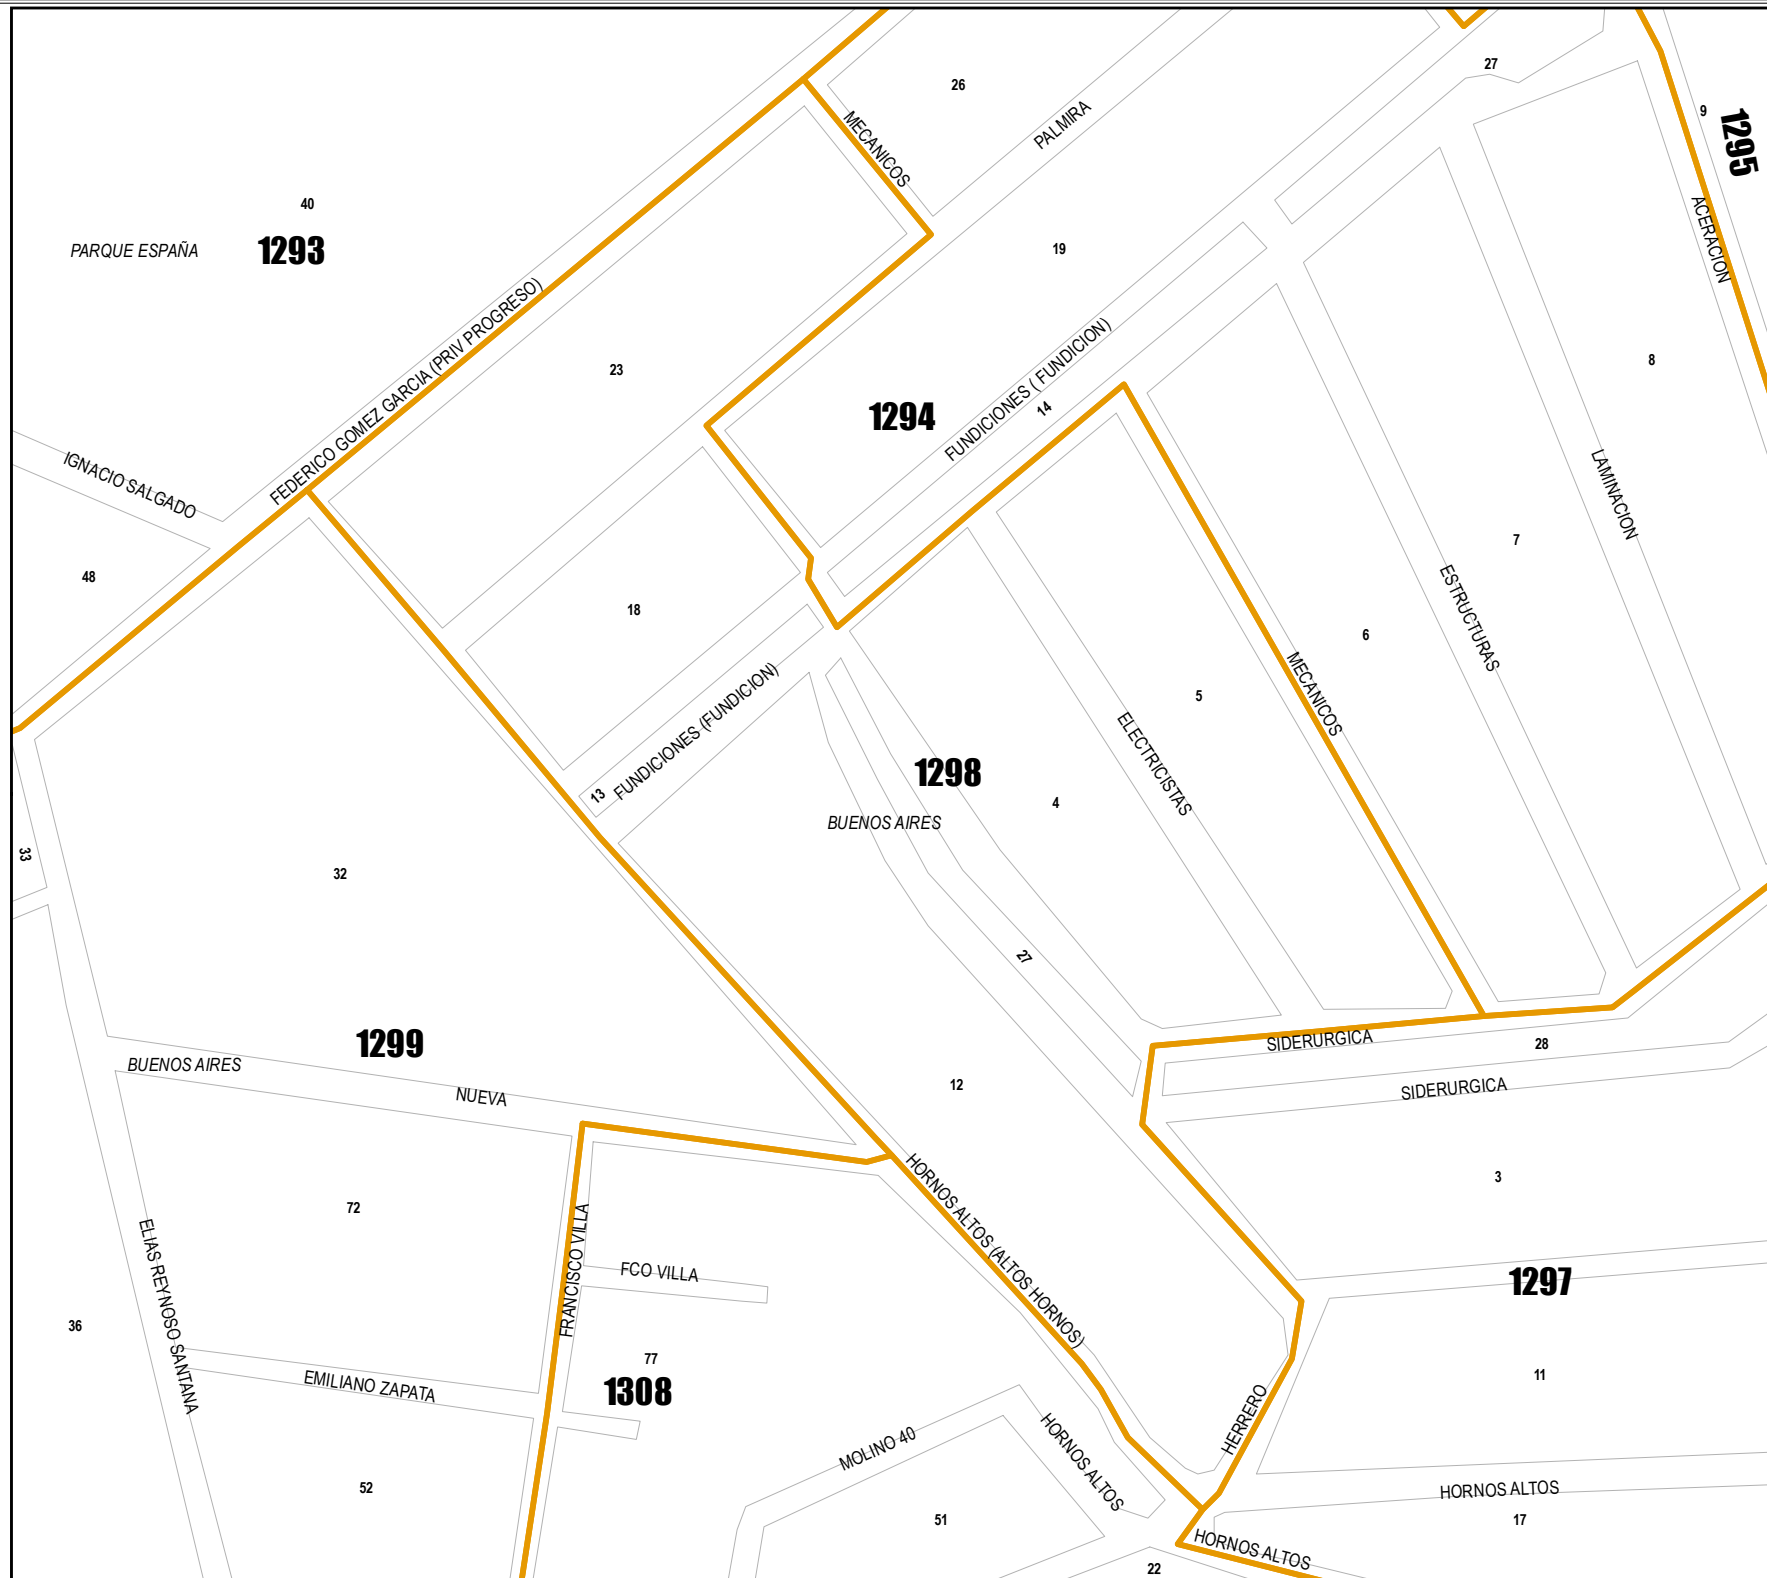 27
26
9
1295
MECANICOS
PALMIRA
40
PARQUE ESPAÑA
1293
19
ACERACION
FEDERICO GOMEZ GARCIA (PRIV PROGRESO)
23
FUNDICIONES ( FUNDICION)
8
1294
14
IGNACIO SALGADO
LAMINACION
7
48
18
ESTRUCTURAS
6
FUNDICIONES (FUNDICION)
13
MECANICOS
5
ELECTRICISTAS
1298
4
BUENOS AIRES
33
32
27
1299
SIDERURGICA
28
BUENOS AIRES
NUEVA
12
SIDERURGICA
HORNOS ALTOS (ALTOS HORNOS)
3
72
ELIAS REYNOSO SANTANA
FRANCISCO VILLA
FCO VILLA
1297
36
77
EMILIANO ZAPATA
1308
11
HERRERO
MOLINO 40
HORNOS ALTOS
52
HORNOS ALTOS
51
17
HORNOS ALTOS
22